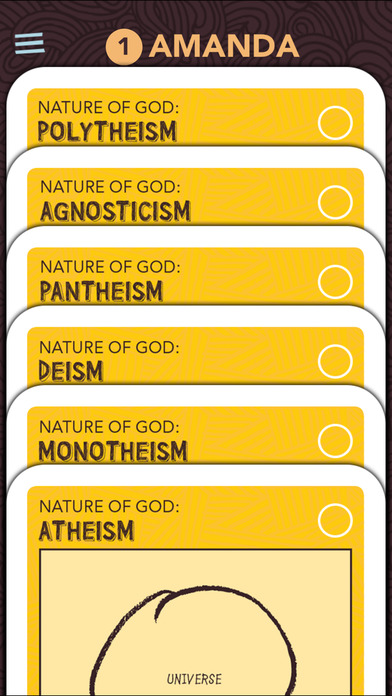 1 AMANDA
NATURE OF GOD:
POLYTHEISM
NATURE OF GOD:
AGNOSTICISM
NATURE OF GOD:
PANTHEISM
NATURE OF GOD:
DEISM
NATURE OF GOD:
MONOTHEISM
NATURE OF GOD:
ATHEISM
UNIVERSE